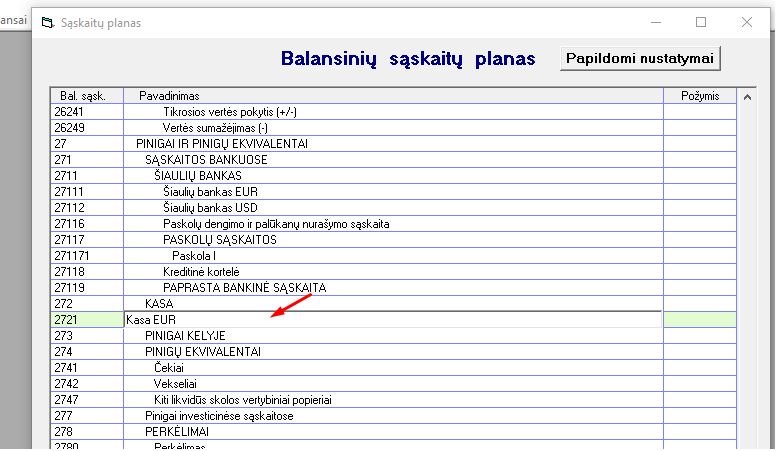 ansai
Sąskaitų planas
Balansinių sąskaitų planas Papildomi nustatymai
Bal. sąsk. Pavadinimas Požymis
26241 Tikrosios vertės pokytis (+/-)
26249 Vertės sumažėjimas (-)
27 PINIGAI IR PINIGŲ EKVIVALENTAI
271 SĄSKAITOS BANKUOSE
2711 ŠIAULIŲ BANKAS
27111 Šiaulių bankas EUR
27112 Šiaulių bankas USD
27116 Paskolų dengimo ir palūkanų nurašymo sąskaita
27117 PASKOLŲ SĄSKAITOS
271171 Paskola I
27118 Kreditinė kortelė
27119 PAPRASTA BANKINĖ SĄSKAITA
272 KASA
2721 Kasa EUR
273 PINIGAI KELYJE
274 PINIGŲ EKVIVALENTAI
2741 Čekiai
2742 Vekseliai
2747 Kiti likvidūs skolos vertybiniai popieriai
277 Pinigai investicinėse sąskaitose
278 PERKĖLIMAI
2780 Perkėlimas